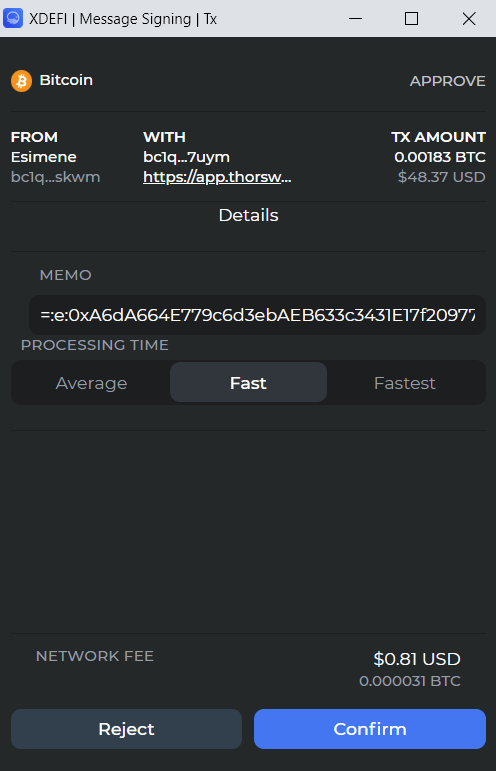 XDEFI | Message Signing | Tx
Bitcoin APPROVE
FROM WITH TX AMOUNT
Esimene bc1q...7uym 0.00183 BTC
bc1q...skwm https://app.thorsw... $48.37 USD
Details
MEMO
=:e:0xA6dA664E779c6d3ebAEB633c3431E17f20977
PROCESSING TIME
Average Fast Fastest
NETWORK FEE $0.81 USD
0.000031 BTC
Reject Confirm